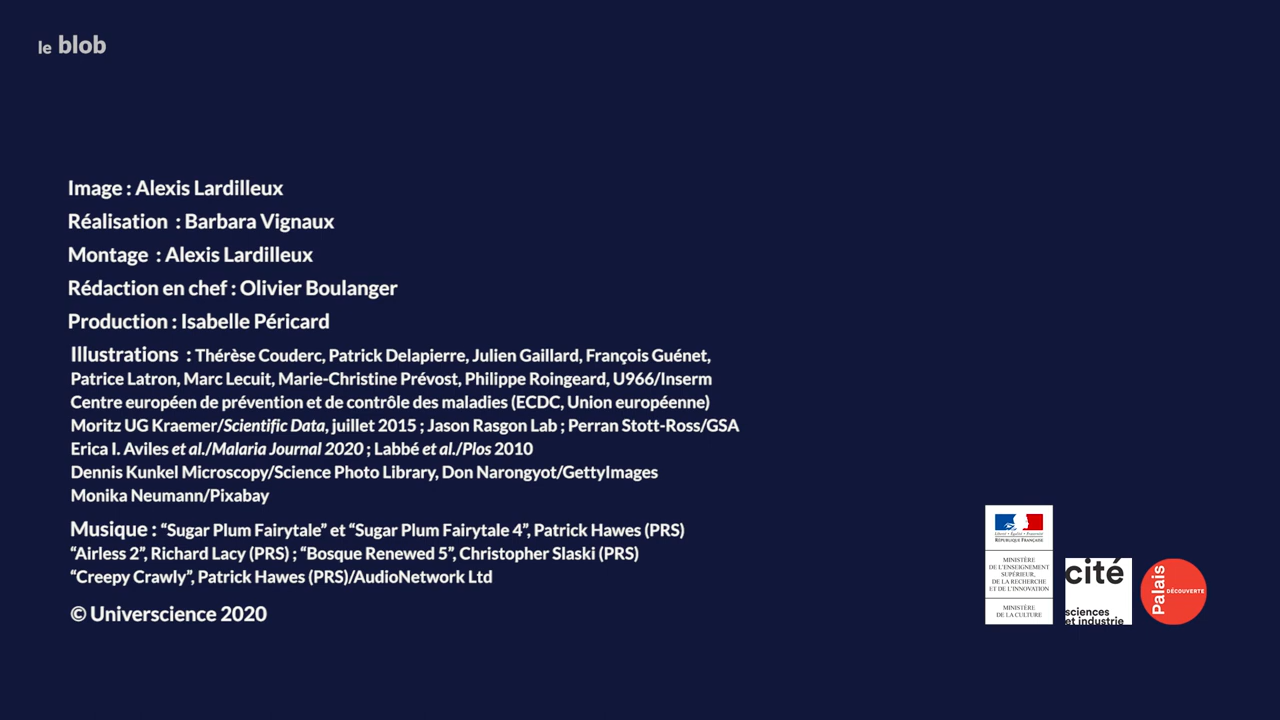 le blob
Image : Alexis Lardilleux
Réalisation : Barbara Vignaux
Montage : Alexis Lardilleux
Rédaction en chef : Olivier Boulanger
Production : Isabelle Péricard
Illustrations : Thérèse Couderc, Patrick Delapierre, Julien Gaillard, François Guénet,
Patrice Latron, Marc Lecuit, Marie-Christine Prévost, Philippe Roingeard, U966/Inserm
Centre européen de prévention et de contrôle des maladies (ECDC, Union européenne)
Moritz UG Kraemer/Scientific Data, juillet 2015 ; Jason Rasgon Lab ; Perran Stott-Ross/GSA
Erica I. Aviles et al./Malaria Journal 2020 ; Labbé et al./Plos 2010
Dennis Kunkel Microscopy/Science Photo Library, Don Narongyot/GettyImages
Monika Neumann/Pixabay
Musique : “Sugar Plum Fairytale” et “Sugar Plum Fairytale 4”, Patrick Hawes (PRS)
“Airless 2”, Richard Lacy (PRS) ; “Basque Renewed 5”, Christopher Slaski (PRS)
“Creepy Crawly”, Patrick Hawes (PRS)/AudioNetwork Ltd
© Universcience 2020
Liberté • Égalité • Fraternité
RÉPUBLIQUE FRANÇAISE
MINISTÈRE
DE L'ENSEIGNEMENT
SUPÉRIEUR,
DE LA RECHERCHE
ET DE L'INNOVATION
MINISTÈRE
DE LA CULTURE
cité
sciences
et industrie
Palais
DÉCOUVERTE